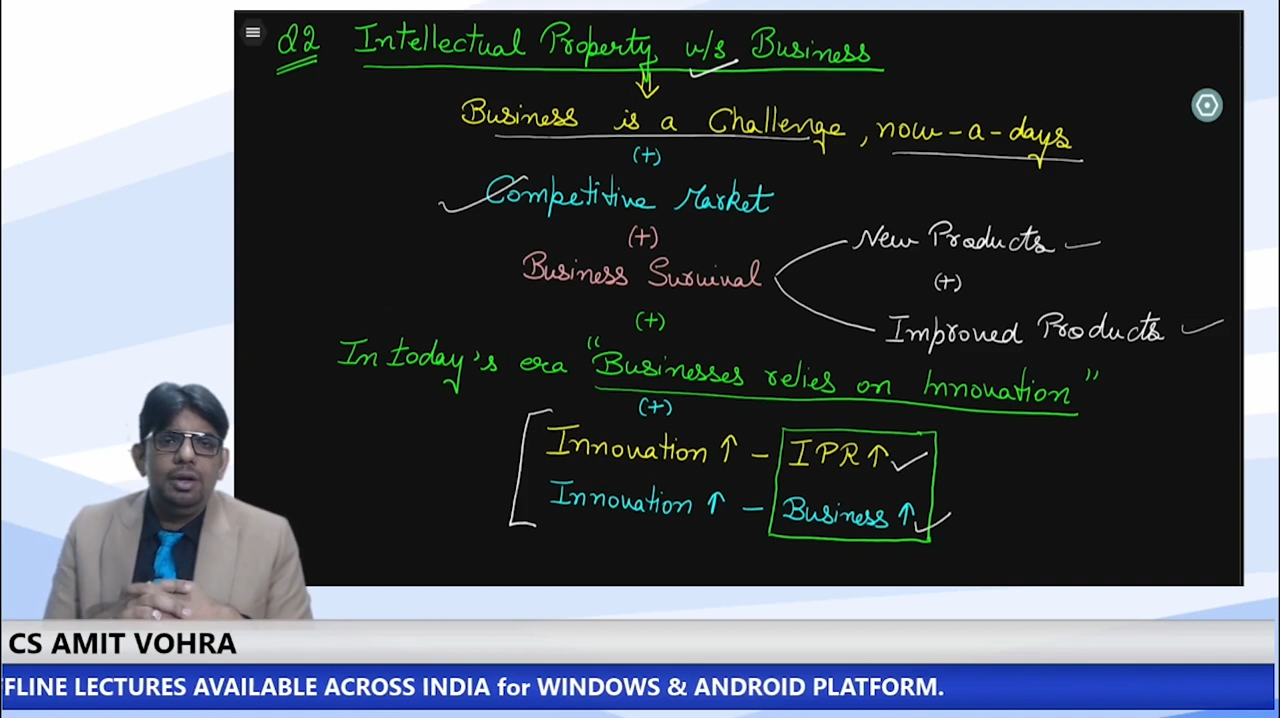 Q2 Intellectual Property v/s Business
Business is a Challenge, now-a-days
(+)
Competitive Market
(+)
Business Survival
New Products
(+)
Improved Products
(+)
In today's era "Businesses relies on Innovation"
(+)
Innovation ↑ - IPR ↑
Innovation ↑ - Business ↑
CS AMIT VOHRA
FFLINE LECTURES AVAILABLE ACROSS INDIA for WINDOWS & ANDROID PLATFORM.